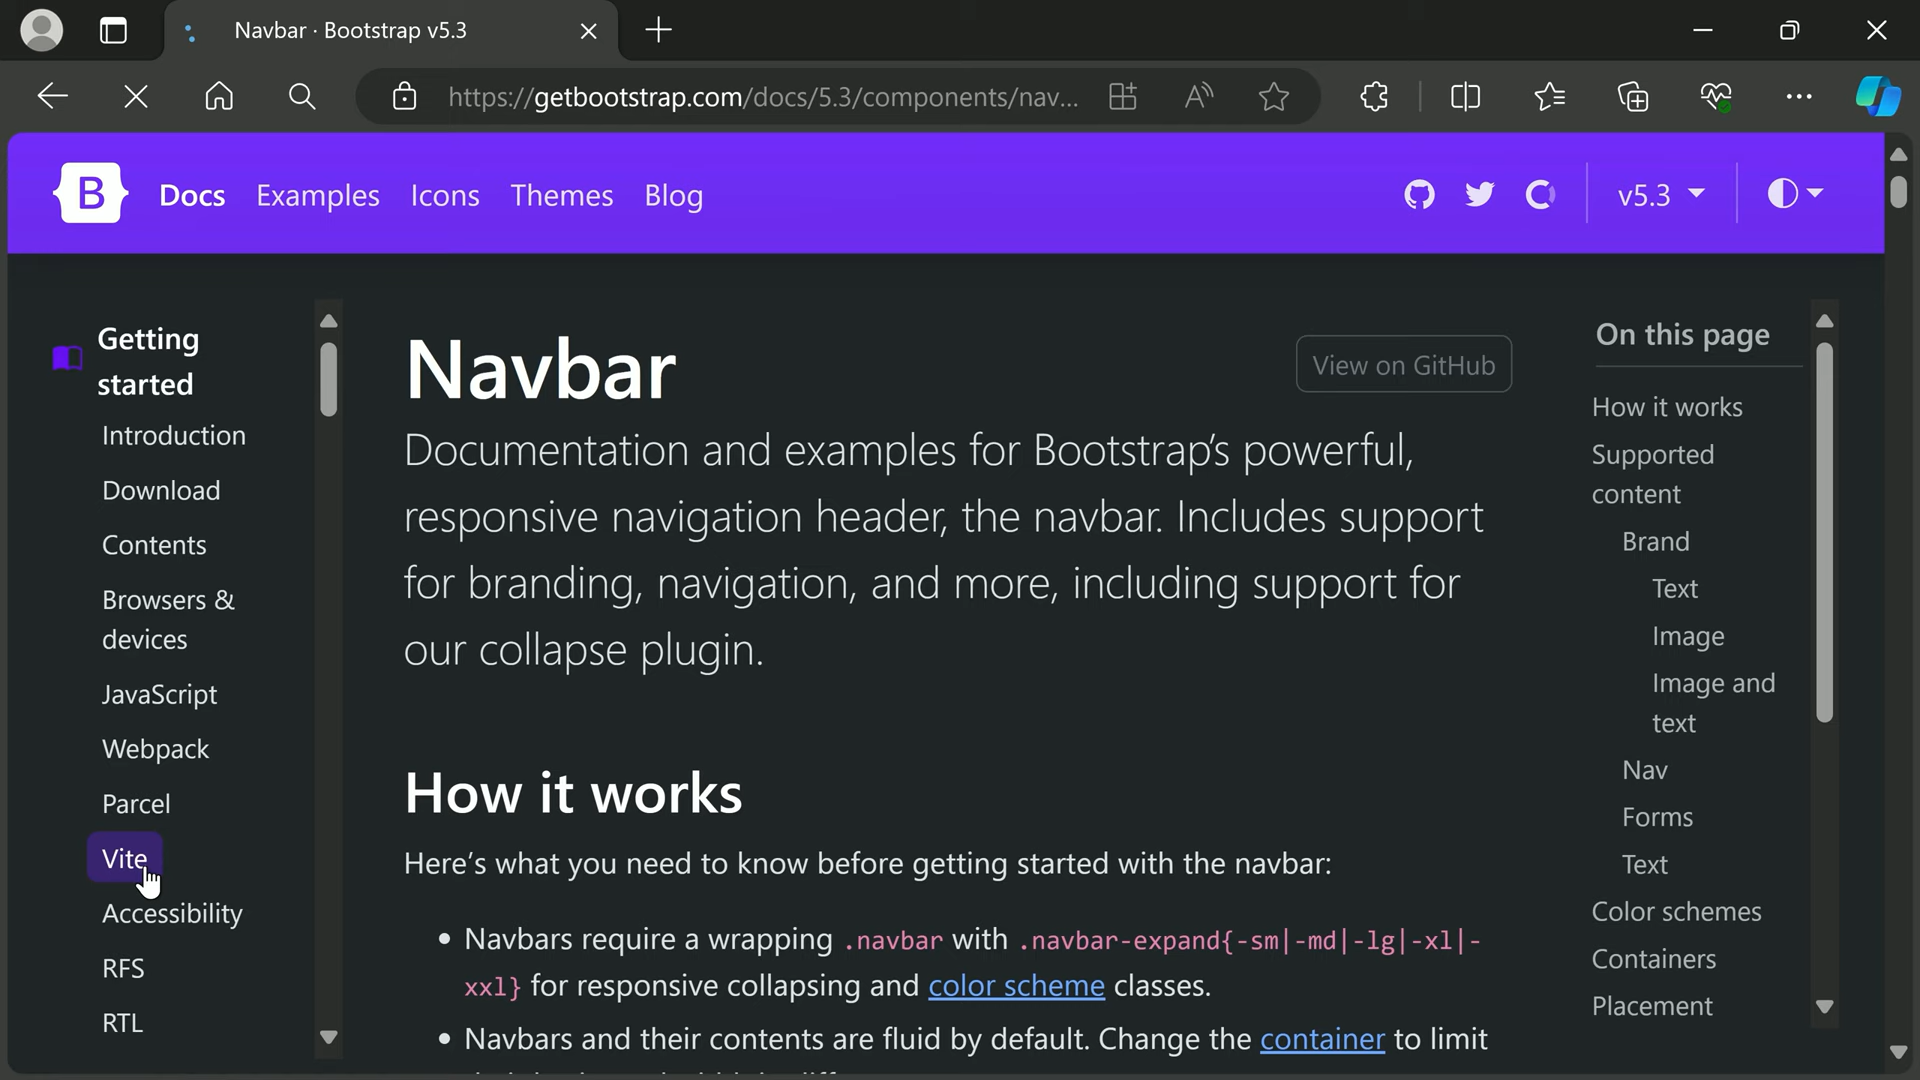 Navbar · Bootstrap v5.3
https://getbootstrap.com/docs/5.3/components/nav...
B
Docs
Examples
Icons
Themes
Blog
v5.3
Getting
started
Introduction
Download
Contents
Browsers &
devices
JavaScript
Webpack
Parcel
Vite
Accessibility
RFS
RTL
Navbar
View on GitHub
Documentation and examples for Bootstrap's powerful,
responsive navigation header, the navbar. Includes support
for branding, navigation, and more, including support for
our collapse plugin.
How it works
Here's what you need to know before getting started with the navbar:
• Navbars require a wrapping .navbar with .navbar-expand{-sm|-md|-lg|-xl|-
xxl} for responsive collapsing and color scheme classes.
• Navbars and their contents are fluid by default. Change the container to limit
On this page
How it works
Supported
content
Brand
Text
Image
Image and
text
Nav
Forms
Text
Color schemes
Containers
Placement